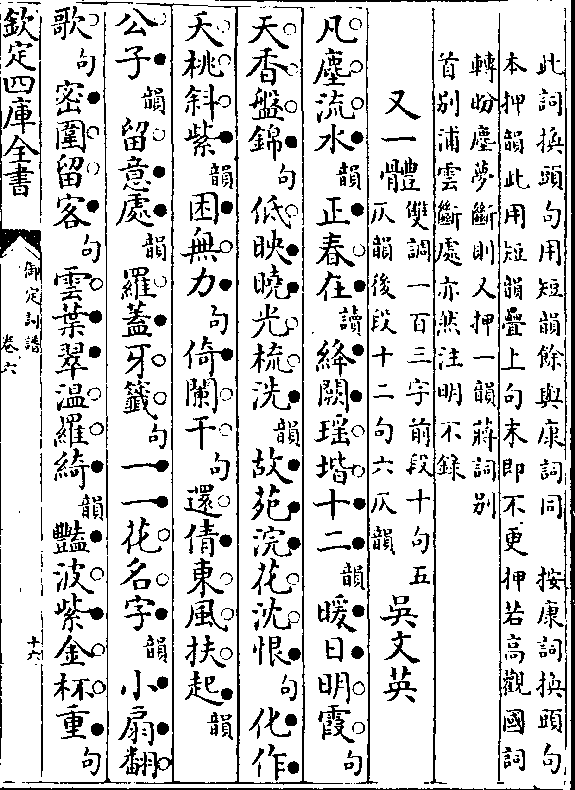 此詞換頭句用短韻餘與康詞同　按康詞換頭句
本押韻此用短韻疊上句末即不更押若高觀國詞
轉盼塵夢斷則又押一韻蔣詞別
首别浦雲斷處亦然注明不錄
又一體 雙調一百三字前段十句五
仄韻後段十二句六仄韻 吳文英
凡塵流水韻正春在讀絳闕瑤堦十二韻暖日明霞句
天香盤錦句低映曉光梳洗韻故苑浣花沈恨句化作
夭桃斜紫韻困無力句倚闌干句還倩東風扶起韻
公子韻留意處韻羅蓋牙籤句一一花名字韻小扇翻
歌句密圍留客句雲葉翠溫羅綺韻豔波紫金杯重句
欽定四庫全書
御定詞譜
卷六
十六